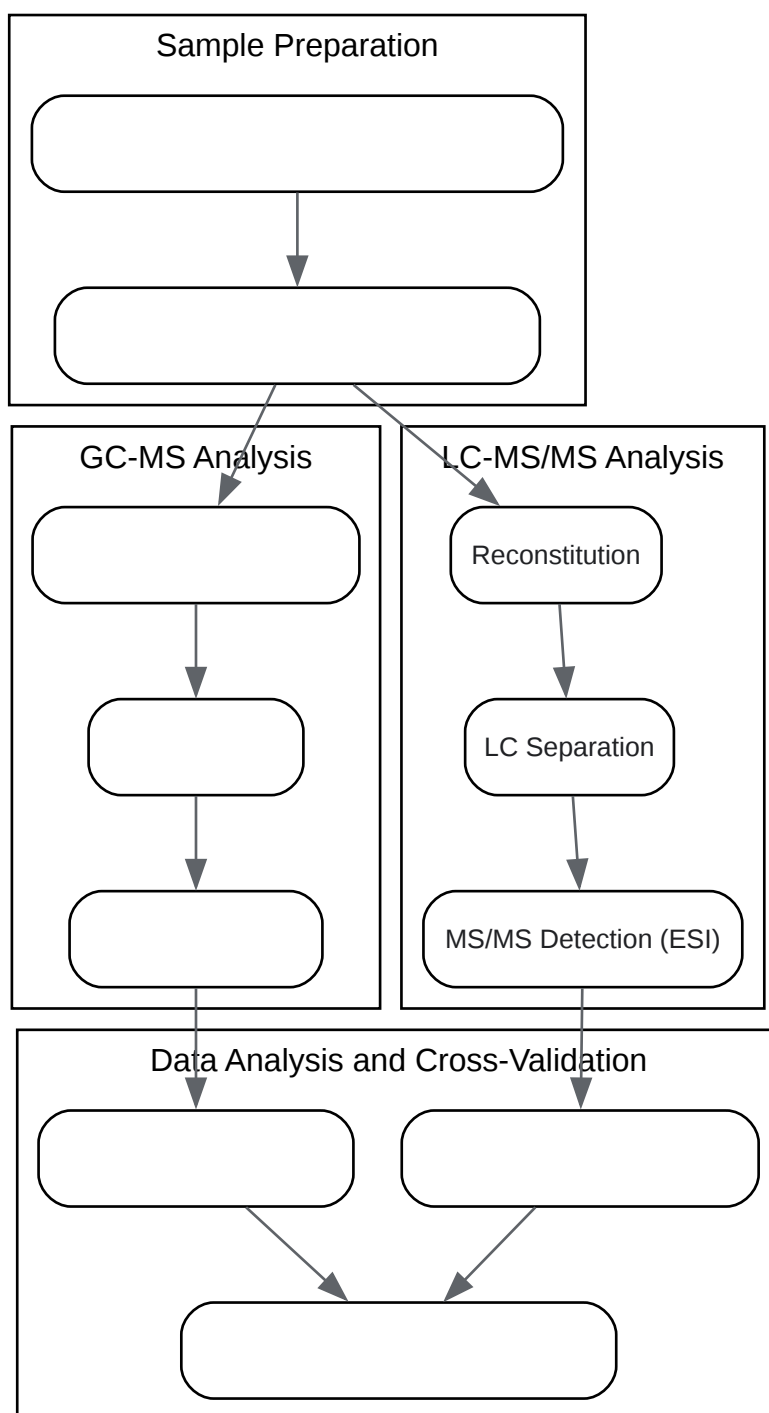 Sample Preparation
GC-MS Analysis
LC-MS/MS Analysis
Reconstitution
LC Separation
MS/MS Detection (ESI)
Data Analysis and Cross-Validation